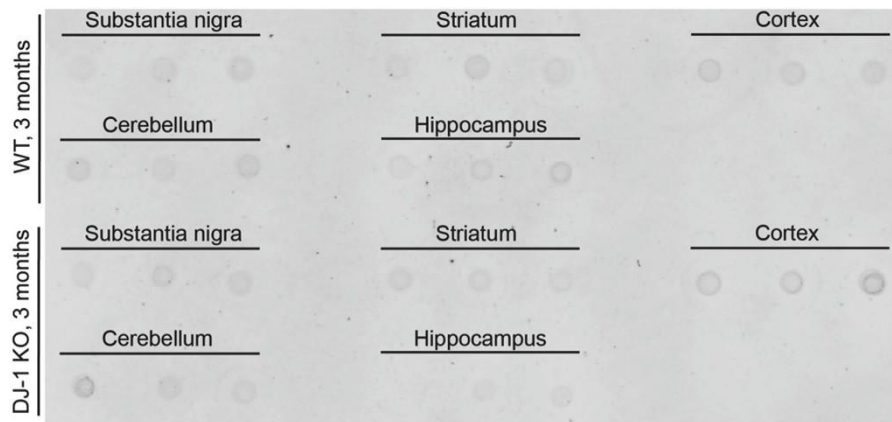 WT, 3 months
Substantia nigra
Striatum
Cortex
Cerebellum
Hippocampus
DJ-1 KO, 3 months
Substantia nigra
Striatum
Cortex
Cerebellum
Hippocampus